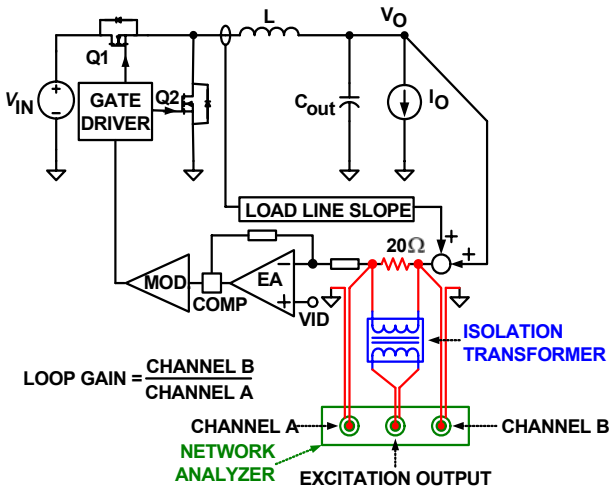 L
V_O
Q1
V_IN
GATE
DRIVER
Q2
C_out
I_O
LOAD LINE SLOPE
+
+
20Ω
MOD
COMP
EA
−
+
VID
ISOLATION
TRANSFORMER
LOOP GAIN = CHANNEL B
CHANNEL A
CHANNEL A
CHANNEL B
NETWORK
ANALYZER
EXCITATION OUTPUT